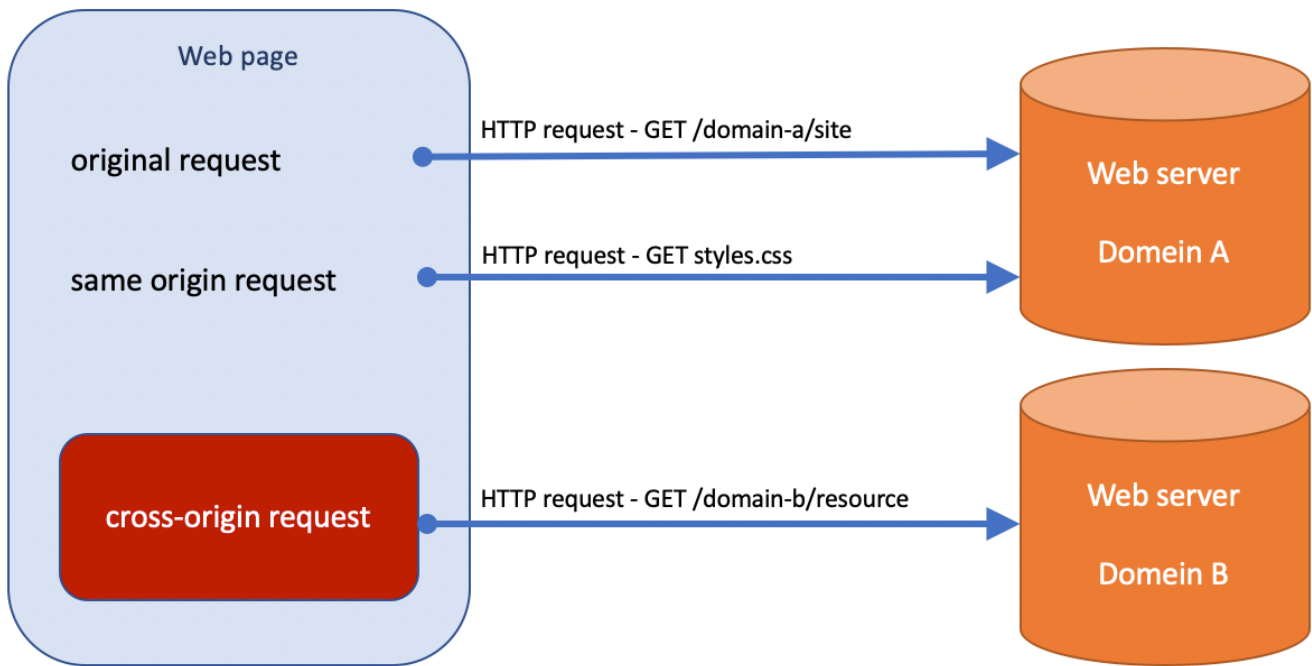 Web page
original request
HTTP request - GET /domain-a/site
same origin request
HTTP request - GET styles.css
Web server
Domein A
cross-origin request
HTTP request - GET /domain-b/resource
Web server
Domein B